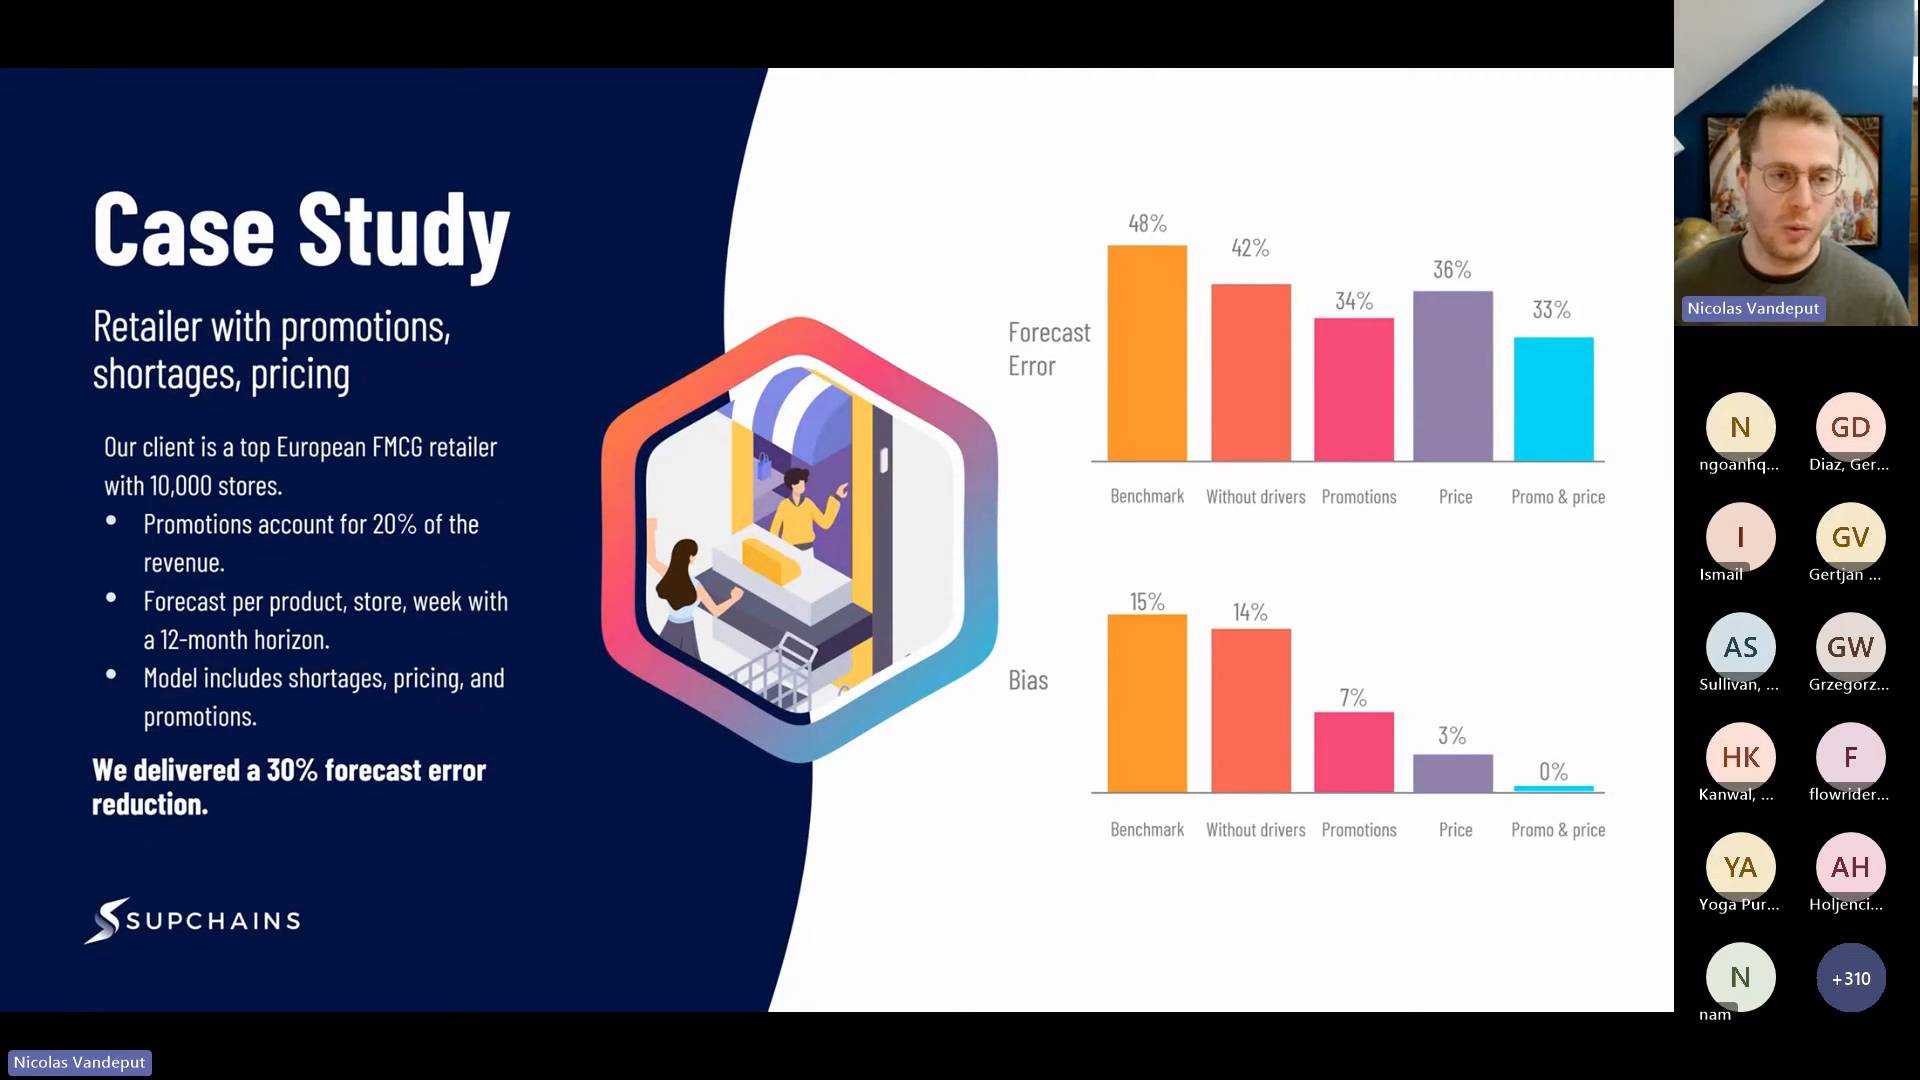 Case Study
Retailer with promotions,
shortages, pricing
Our client is a top European FMCG retailer
with 10,000 stores.
• Promotions account for 20% of the
revenue.
• Forecast per product, store, week with
a 12-month horizon.
• Model includes shortages, pricing, and
promotions.
We delivered a 30% forecast error
reduction.
SUPCHAINS
Forecast
Error
48%
42%
34%
36%
33%
Benchmark
Without drivers
Promotions
Price
Promo & price
Bias
15%
14%
7%
3%
0%
Benchmark
Without drivers
Promotions
Price
Promo & price
Nicolas Vandeput
N
ngoanhq...
GD
Diaz, Ger...
I
Ismail
GV
Gertjan ...
AS
Sullivan, ...
GW
Grzegorz...
HK
Kanwal, ...
F
flowrider...
YA
Yoga Pur...
AH
Holjenci...
N
nam
+310
Nicolas Vandeput